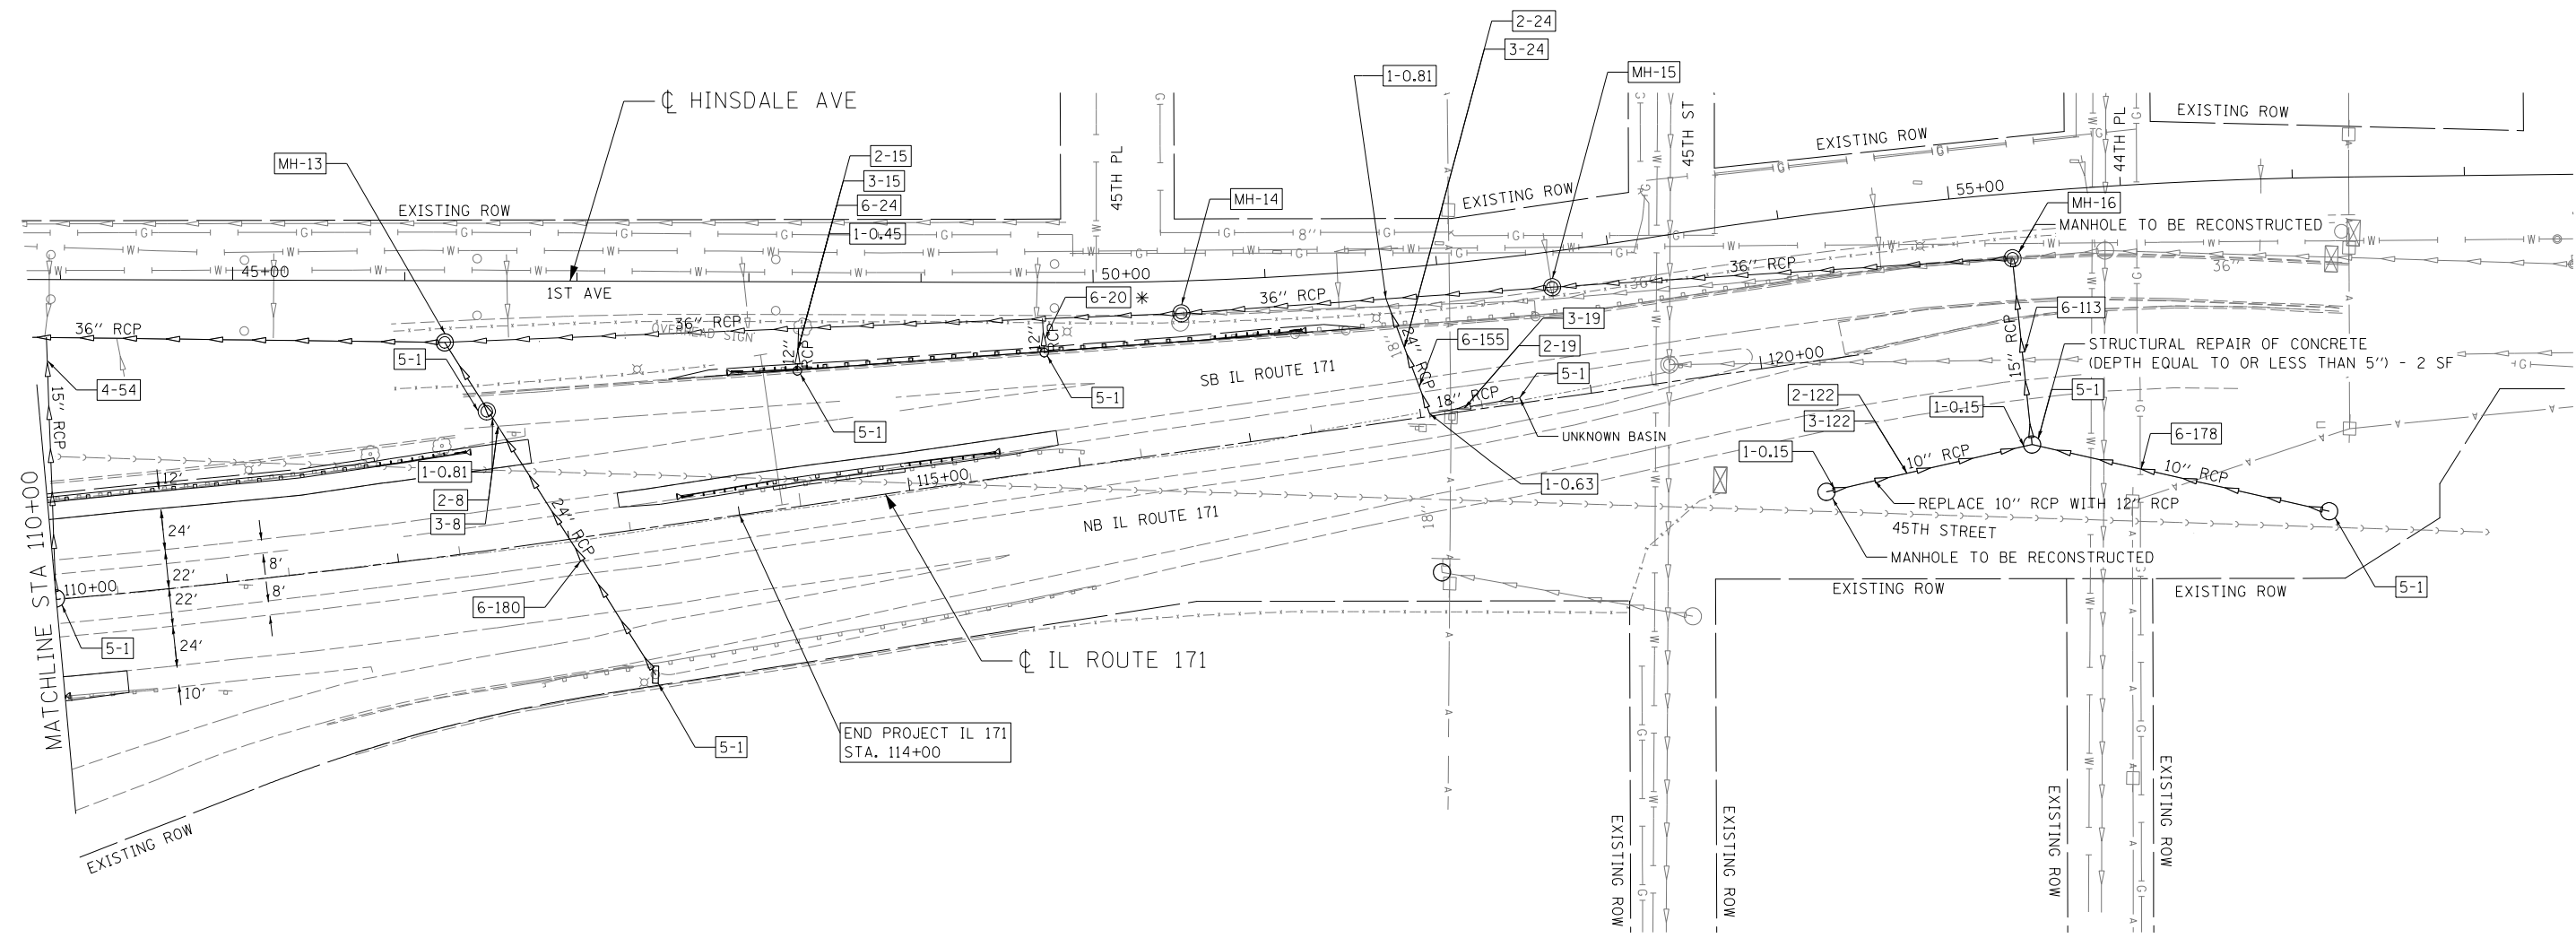 2-24
3-24
1-0.81
MH-15
℄ HINSDALE AVE
MH-13
2-15
3-15
6-24
1-0.45
45TH PL
MH-14
EXISTING ROW
EXISTING ROW
45TH ST
EXISTING ROW
44TH PL
EXISTING ROW
55+00
MH-16
MANHOLE TO BE RECONSTRUCTED
8"
45+00
1ST AVE
50+00
6-20 *
36" RCP
36" RCP
36" RCP
36" RCP
36"
36"
OVERHEAD SIGN
12" RCP
12" RCP
5-1
4-54
15" RCP
3-19
2-19
6-155
18"
24" RCP
5-1
18" RCP
UNKNOWN BASIN
SB IL ROUTE 171
120+00
6-113
15" RCP
STRUCTURAL REPAIR OF CONCRETE
(DEPTH EQUAL TO OR LESS THAN 5") - 2 SF
2-122
3-122
1-0.15
5-1
6-178
1-0.15
10" RCP
10" RCP
REPLACE 10" RCP WITH 12" RCP
45TH STREET
MANHOLE TO BE RECONSTRUCTED
5-1
5-1
5-1
1-0.81
2-8
3-8
24" RCP
115+00
1-0.63
18"
NB IL ROUTE 171
12'
24'
8'
22'
22'
8'
24'
10'
110+00
MATCHLINE STA 110+00
5-1
6-180
℄ IL ROUTE 171
END PROJECT IL 171
STA. 114+00
5-1
EXISTING ROW
EXISTING ROW
EXISTING ROW
EXISTING ROW
EXISTING ROW
EXISTING ROW
EXISTING ROW